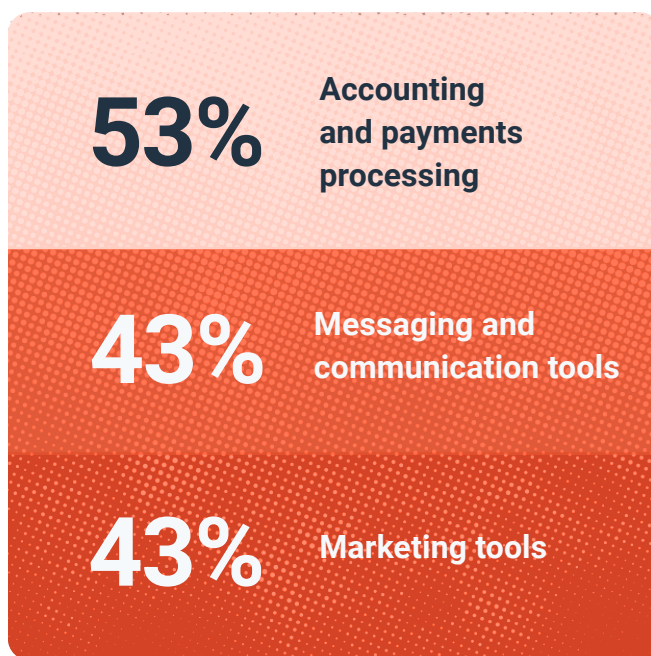 53%
Accounting
and payments
processing
43%
Messaging and
communication tools
43%
Marketing tools